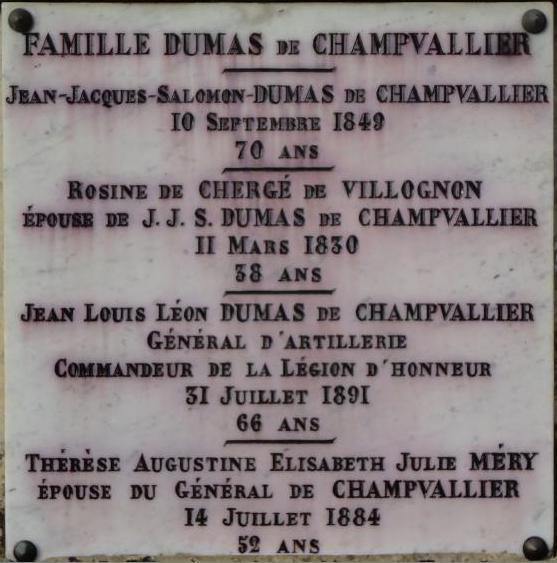 FAMILLE DUMAS DE CHAMPVALLIER
JEAN-JACQUES-SALOMON-DUMAS DE CHAMPVALLIER
10 SEPTEMBRE 1849
70 ANS
ROSINE DE CHERGÉ DE VILLOGNON
ÉPOUSE DE J. J. S. DUMAS DE CHAMPVALLIER
11 MARS 1830
38 ANS
JEAN LOUIS LÉON DUMAS DE CHAMPVALLIER
GÉNÉRAL D'ARTILLERIE
COMMANDEUR DE LA LÉGION D'HONNEUR
31 JUILLET 1891
66 ANS
THÉRÈSE AUGUSTINE ELISABETH JULIE MÉRY
ÉPOUSE DU GÉNÉRAL DE CHAMPVALLIER
14 JUILLET 1884
52 ANS